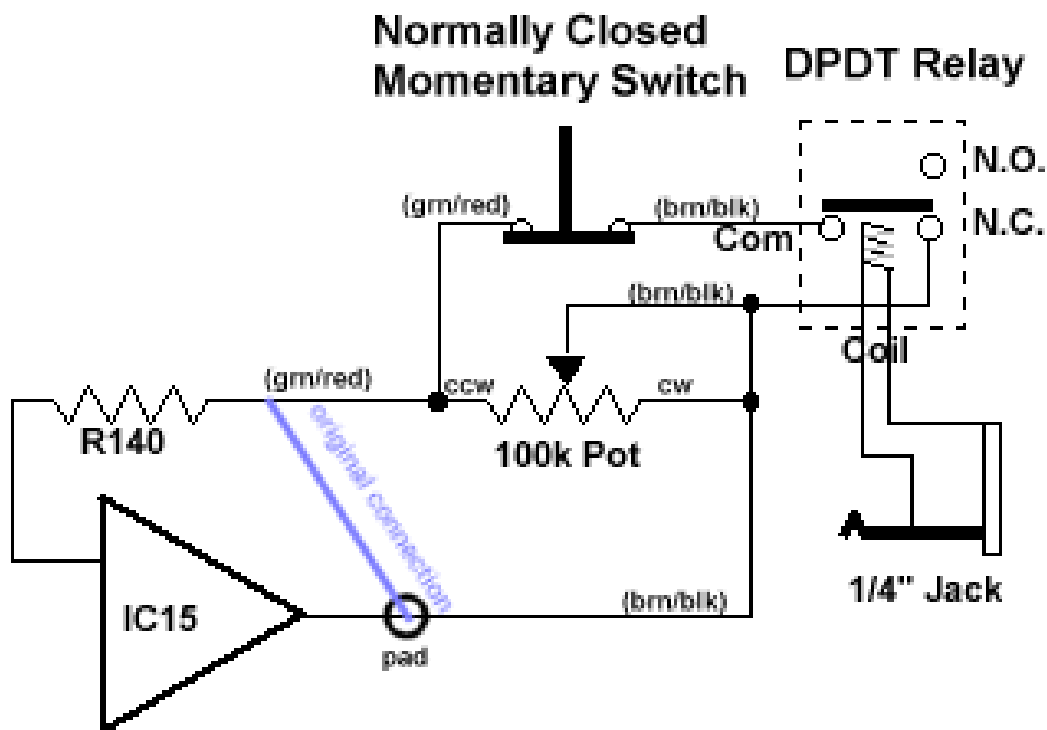 Normally Closed
Momentary Switch
DPDT Relay
N.O.
(grn/red)
(brn/blk)
N.C.
Com
(brn/blk)
Coil
(grn/red)
ccw
cw
R140
original connection
100k Pot
1/4" Jack
IC15
(brn/blk)
pad